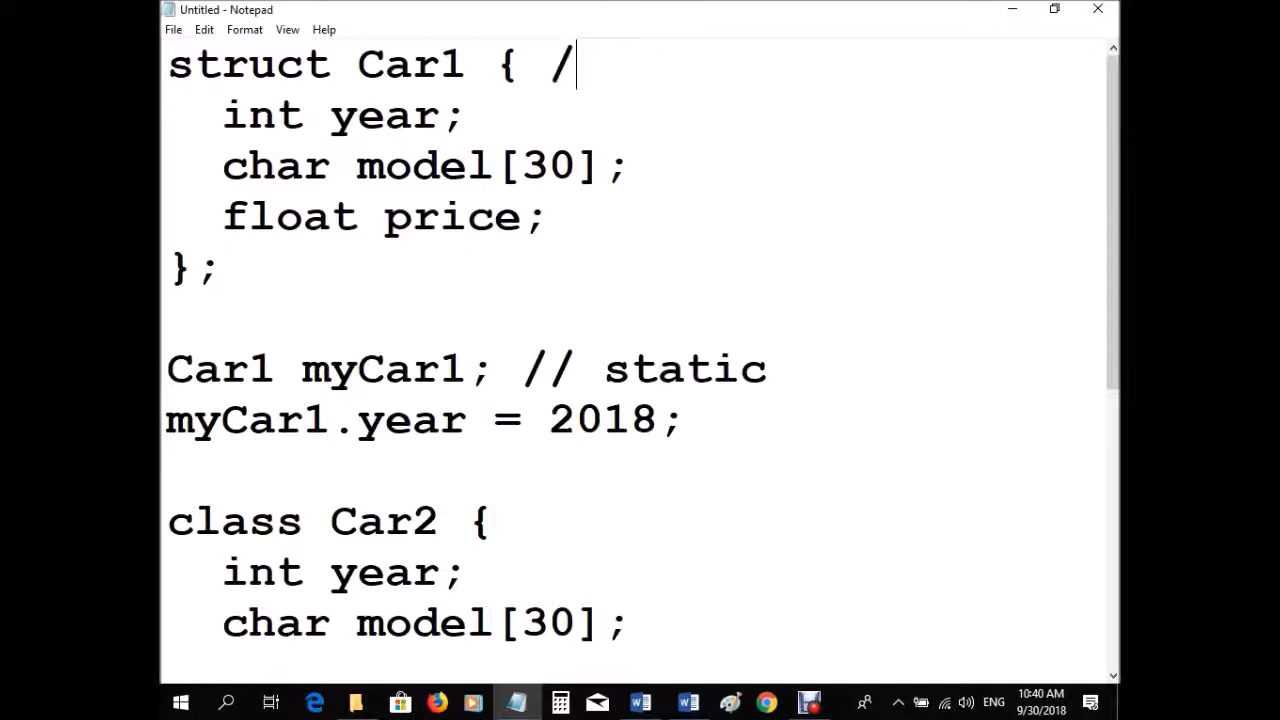 Untitled - Notepad
File Edit Format View Help
struct Car1 { /
  int year;
  char model[30];
  float price;
};

Car1 myCar1; // static
myCar1.year = 2018;

class Car2 {
  int year;
  char model[30];
ENG
10:40 AM
9/30/2018